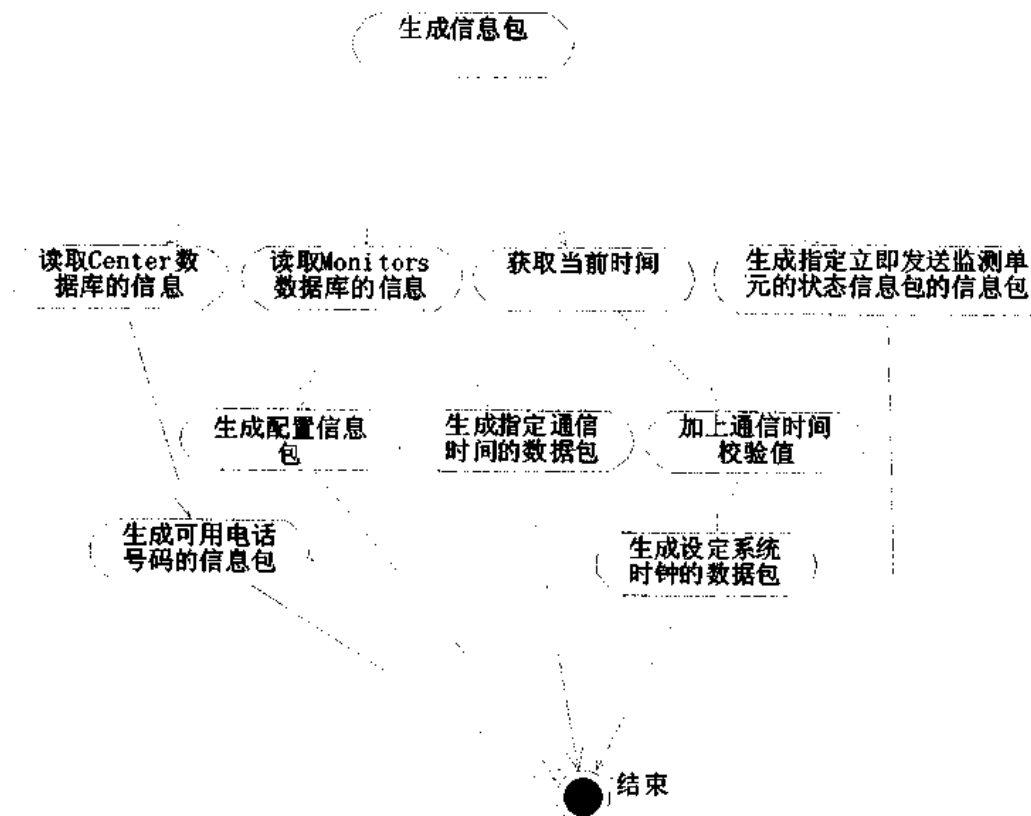 生成信息包
读取Center数
据库的信息
读取Monitors
数据库的信息
获取当前时间
生成指定立即发送监测单
元的状态信息包的信息包
生成配置信息
包
生成指定通信
时间的数据包
加上通信时间
校验值
生成可用电话
号码的信息包
生成设定系统
时钟的数据包
结束